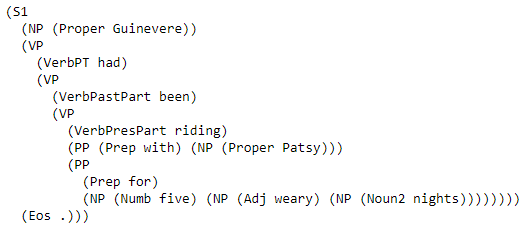 (S1
(NP (Proper Guinevere))
(VP
(VerbPT had)
(VP
(VerbPastPart been)
(VP
(VerbPresPart riding)
(PP (Prep with) (NP (Proper Patsy)))
(PP
(Prep for)
(NP (Numb five) (NP (Adj weary) (NP (Noun2 nights))))))))
(Eos .)))